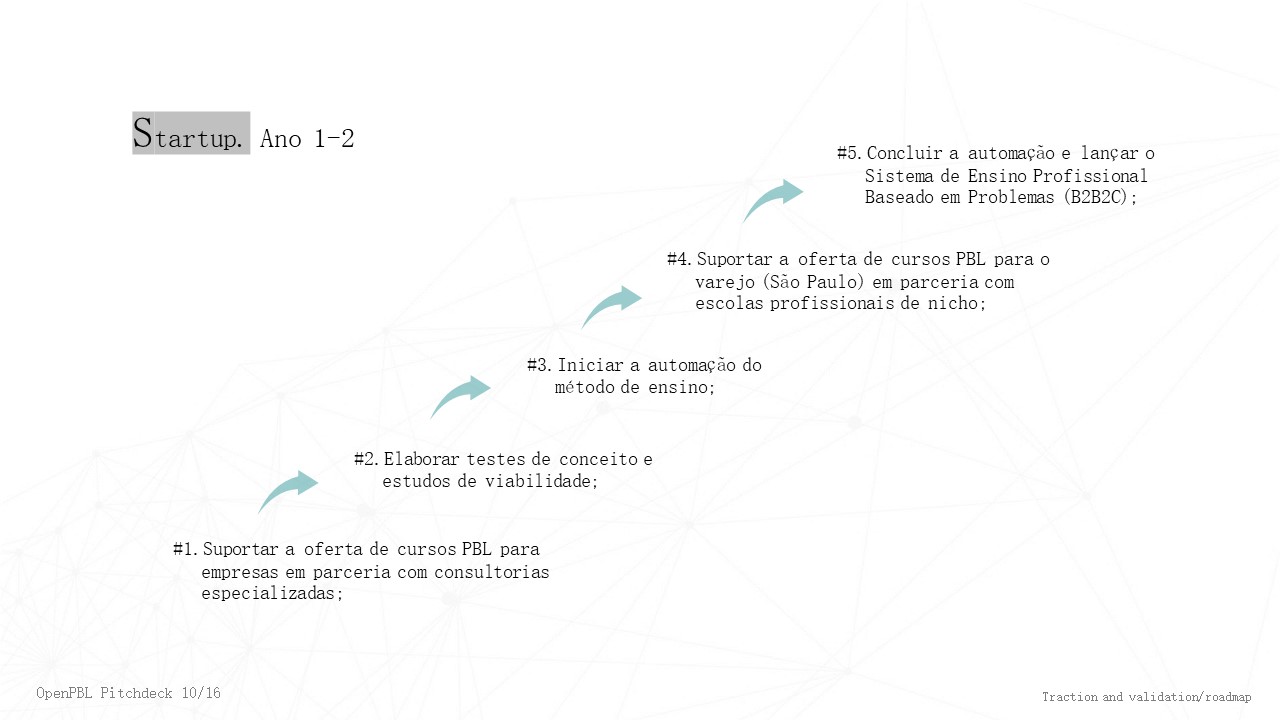 Startup. Ano 1-2
#5. Concluir a automação e lançar o
Sistema de Ensino Profissional
Baseado em Problemas (B2B2C);
#4. Suportar a oferta de cursos PBL para o
varejo (São Paulo) em parceria com
escolas profissionais de nicho;
#3. Iniciar a automação do
método de ensino;
#2. Elaborar testes de conceito e
estudos de viabilidade;
#1. Suportar a oferta de cursos PBL para
empresas em parceria com consultorias
especializadas;
OpenPBL Pitchdeck 10/16
Traction and validation/roadmap